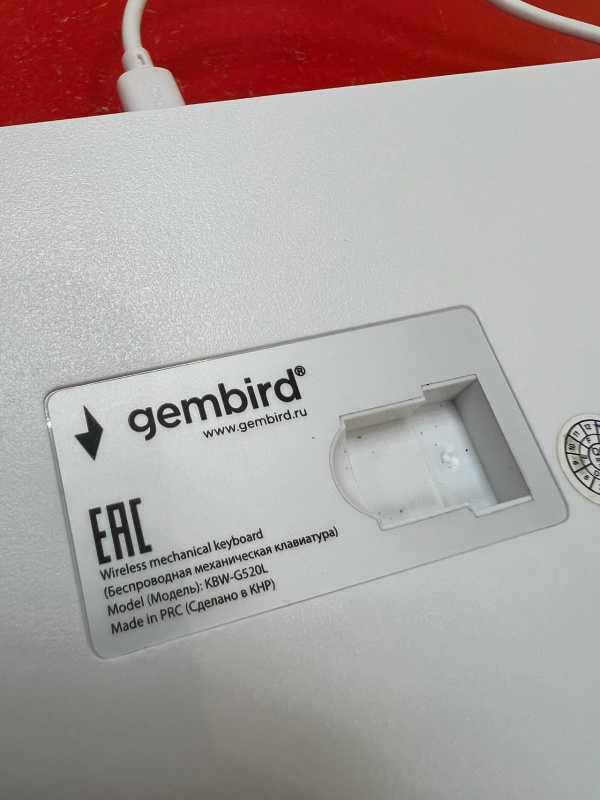 gembird®
www.gembird.ru
EAC
Wireless mechanical keyboard
(Беспроводная механическая клавиатура)
Model (Модель): KBW-G520L
Made in PRC (Сделано в КНР)